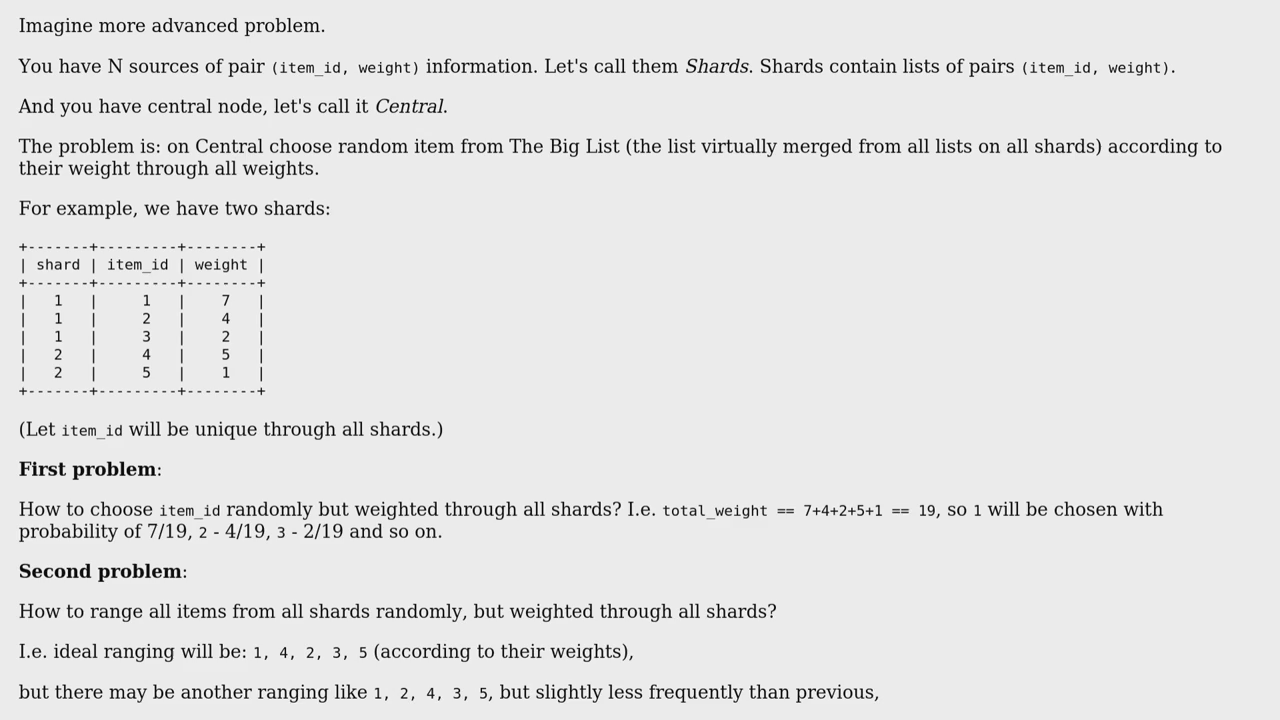 Imagine more advanced problem.
You have N sources of pair (item_id, weight) information. Let's call them Shards. Shards contain lists of pairs (item_id, weight).
And you have central node, let's call it Central.
The problem is: on Central choose random item from The Big List (the list virtually merged from all lists on all shards) according to
their weight through all weights.
For example, we have two shards:
+-------+---------+--------+
| shard | item_id | weight |
+-------+---------+--------+
|   1   |     1   |    7   |
|   1   |     2   |    4   |
|   1   |     3   |    2   |
|   2   |     4   |    5   |
|   2   |     5   |    1   |
+-------+---------+--------+
(Let item_id will be unique through all shards.)
First problem:
How to choose item_id randomly but weighted through all shards? I.e. total_weight == 7+4+2+5+1 == 19, so 1 will be chosen with
probability of 7/19, 2 - 4/19, 3 - 2/19 and so on.
Second problem:
How to range all items from all shards randomly, but weighted through all shards?
I.e. ideal ranging will be: 1, 4, 2, 3, 5 (according to their weights),
but there may be another ranging like 1, 2, 4, 3, 5, but slightly less frequently than previous,